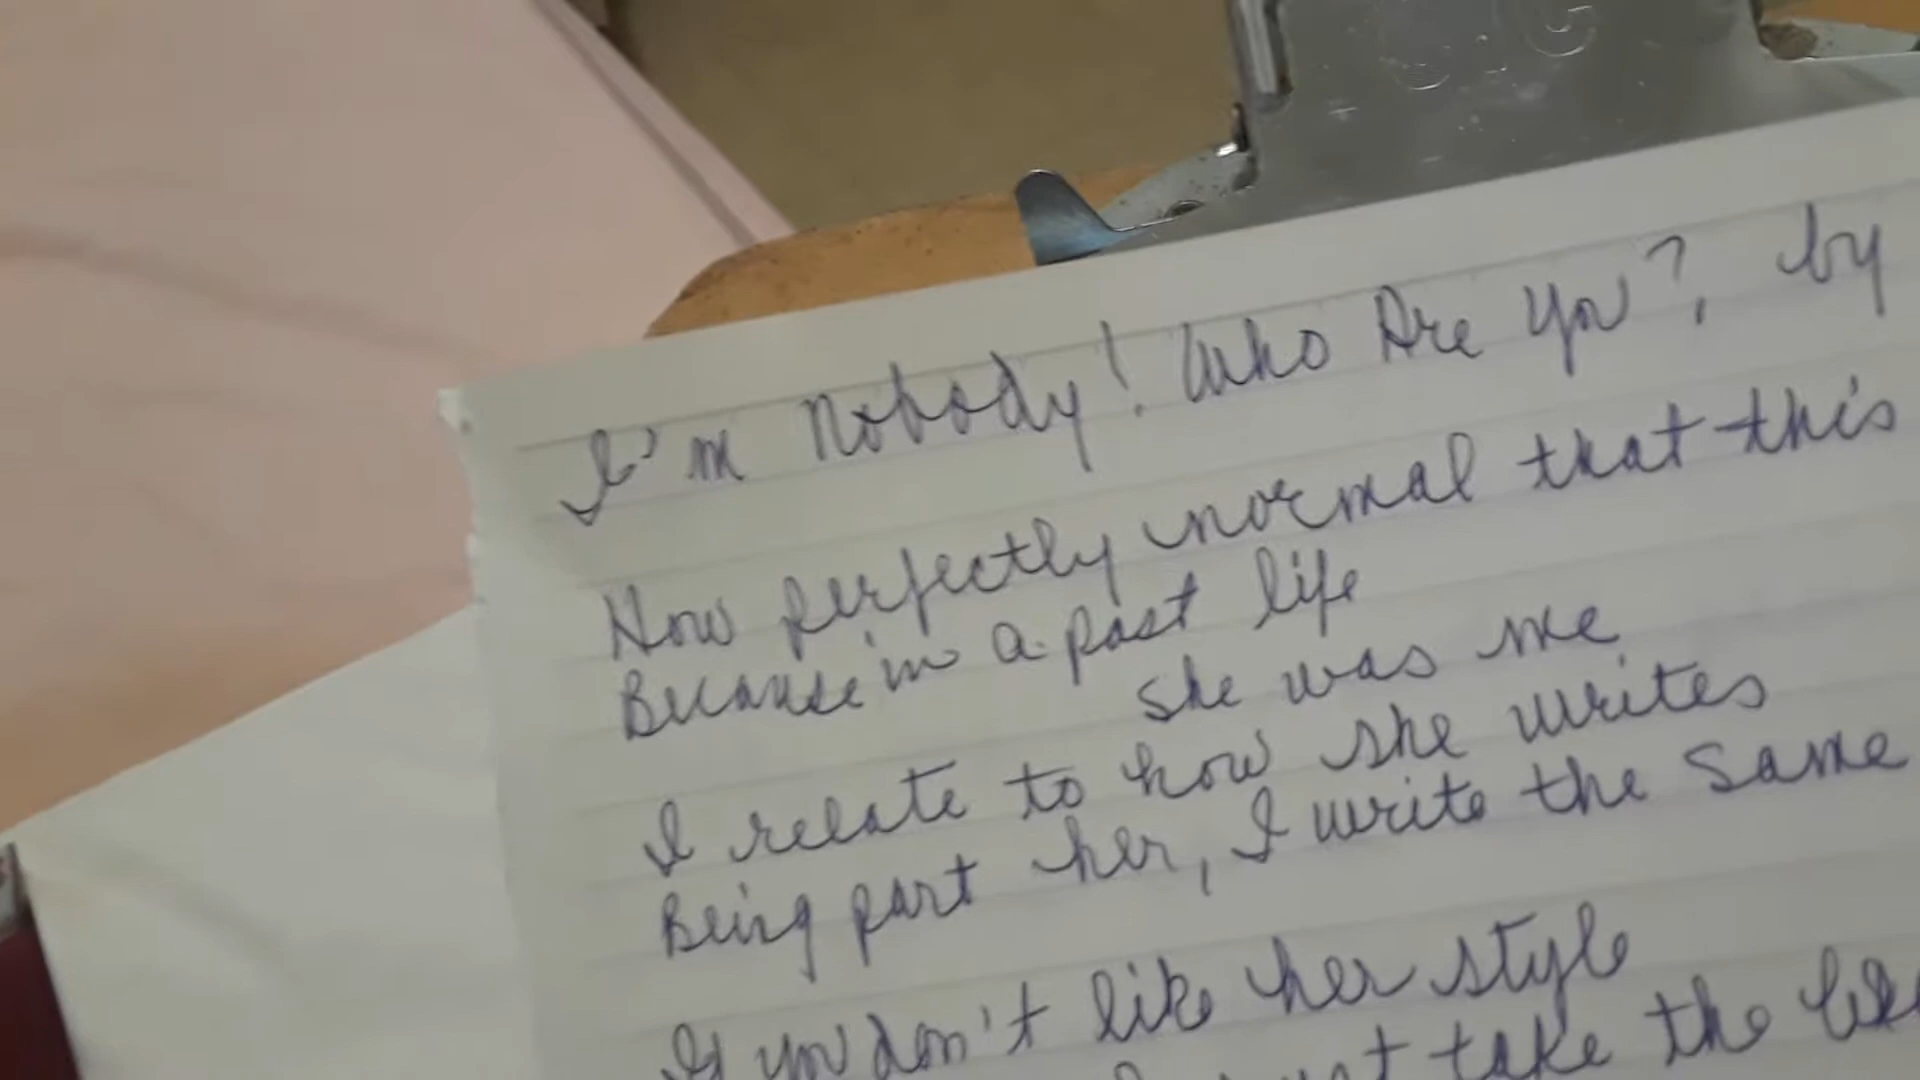 I'm Nobody! Who Are You?, by
How perfectly normal that this
Because in a past life
she was me
I relate to how she writes
Being part her, I write the same
If you don't like her style
take the